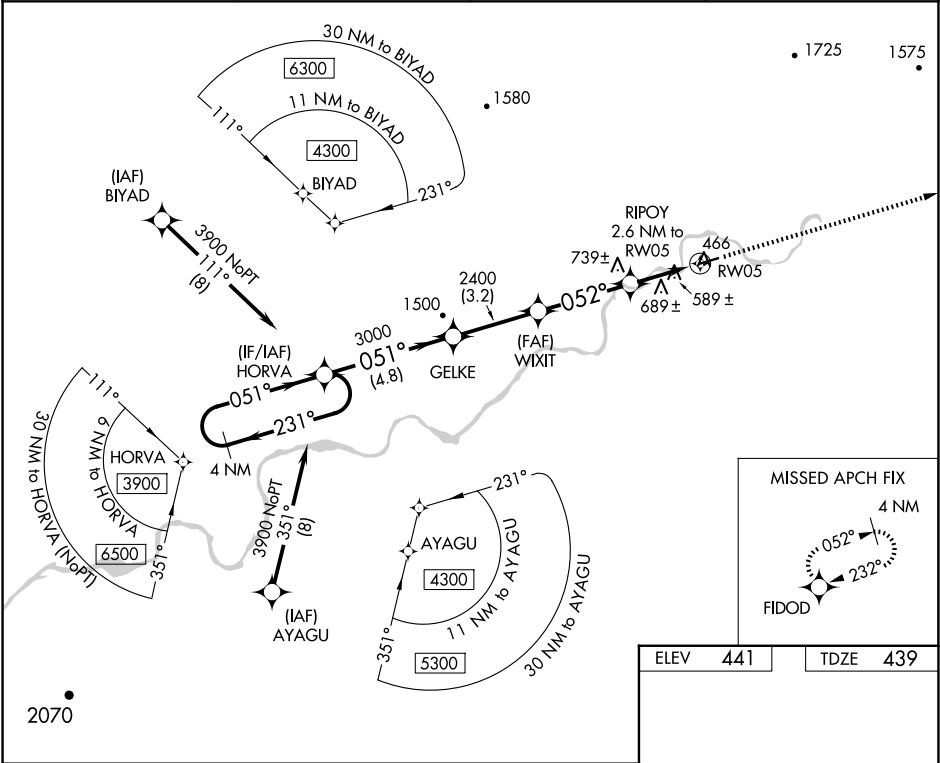 30 NM to BIYAD
6300
11 NM to BIYAD
4300
111°
BIYAD
231°
1580
1725
1575
(IAF)
BIYAD
3900 NoPT
111°
(8)
RIPOY
2.6 NM to
RW05
739±
466
RW05
589 ±
689 ±
2400
(3.2)
052°
1500
(FAF)
WIXIT
GELKE
3000
051°
(4.8)
(IF/IAF)
HORVA
051°
231°
4 NM
111°
30 NM to HORVA (NoPT)
6 NM to HORVA
HORVA
3900
6500
351°
3900 NoPT
351°
(8)
(IAF)
AYAGU
231°
AYAGU
4300
11 NM to AYAGU
351°
5300
30 NM to AYAGU
2070
MISSED APCH FIX
4 NM
052°
232°
FIDOD
ELEV 441
TDZE 439